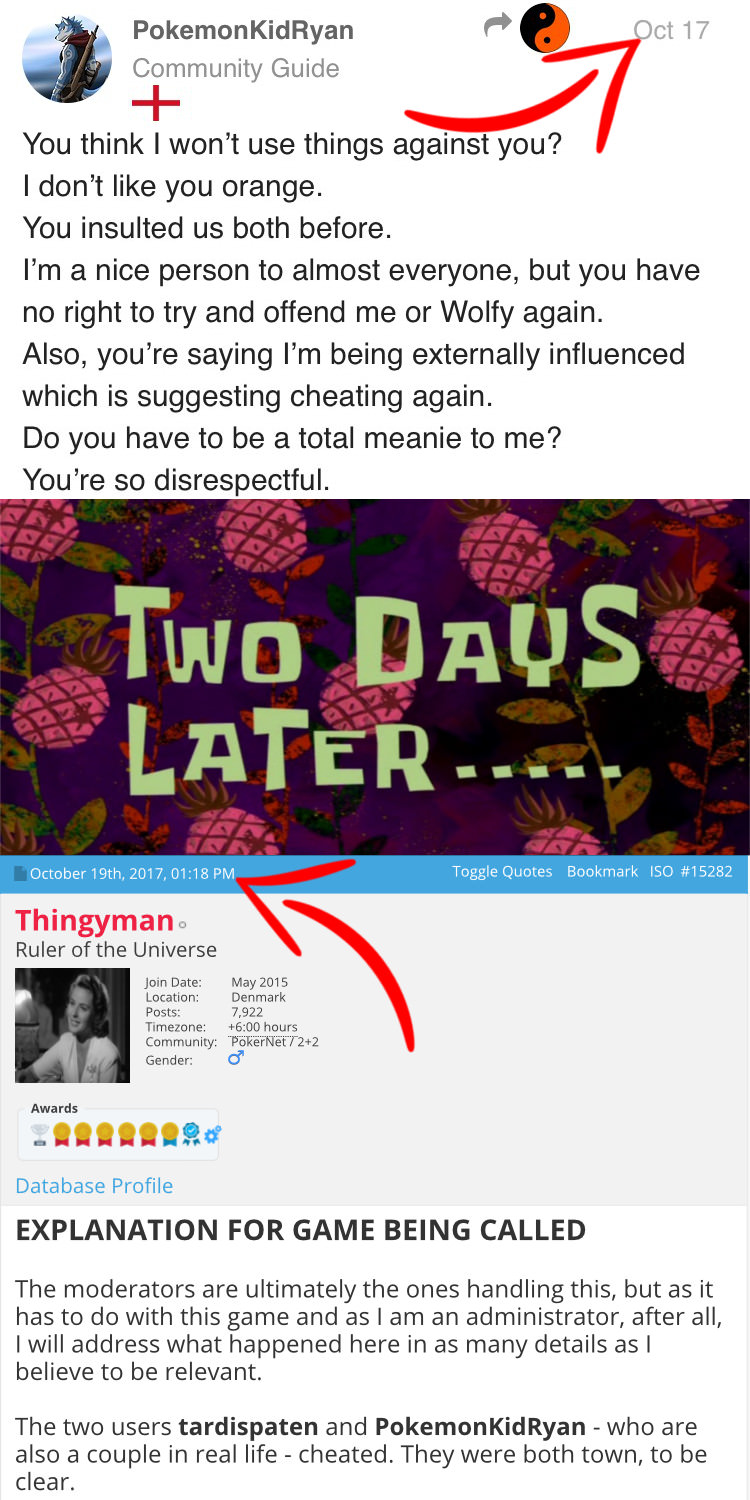 PokemonKidRyan
Oct 17
Community Guide
You think I won’t use things against you?
I don’t like you orange.
You insulted us both before.
I’m a nice person to almost everyone, but you have
no right to try and offend me or Wolfy again.
Also, you’re saying I’m being externally influenced
which is suggesting cheating again.
Do you have to be a total meanie to me?
You’re so disrespectful.
TWO DAYS
LATER.....
October 19th, 2017, 01:18 PM Toggle Quotes Bookmark ISO #15282
Thingyman
Ruler of the Universe
Join Date: May 2015
Location: Denmark
Posts: 7,922
Timezone: +6:00 hours
Community: PokerNet / 2+2
Gender:
Awards
Database Profile
EXPLANATION FOR GAME BEING CALLED
The moderators are ultimately the ones handling this, but as it
has to do with this game and as I am an administrator, after all,
I will address what happened here in as many details as I
believe to be relevant.
The two users tardispaten and PokemonKidRyan - who are
also a couple in real life - cheated. They were both town, to be
clear.